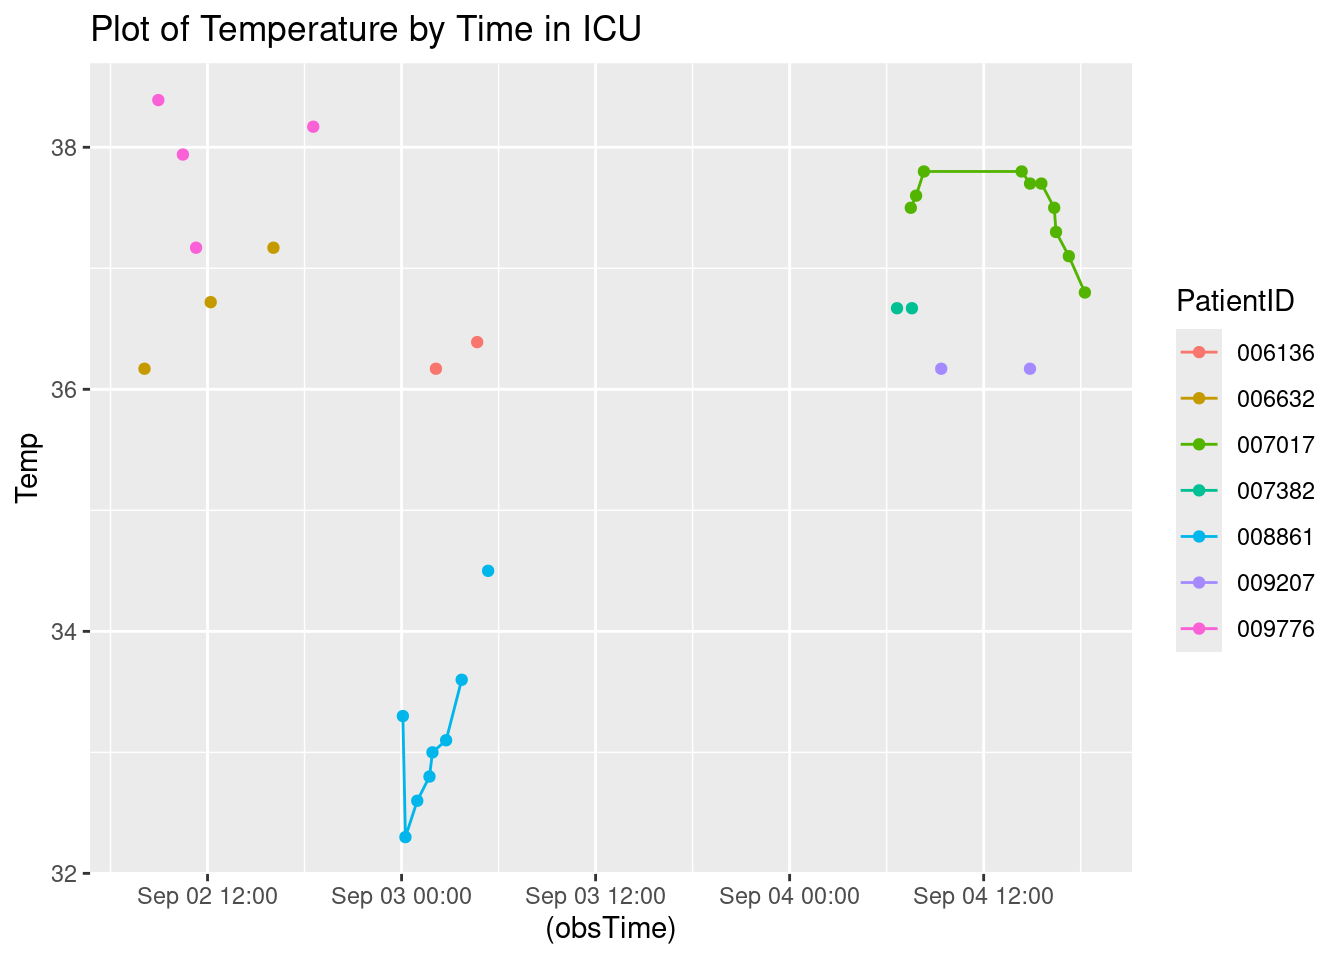 Plot of Temperature by Time in ICU
Temp
38
36
34
32
Sep 02 12:00 Sep 03 00:00 Sep 03 12:00 Sep 04 00:00 Sep 04 12:00
(obsTime)
PatientID
006136
006632
007017
007382
008861
009207
009776